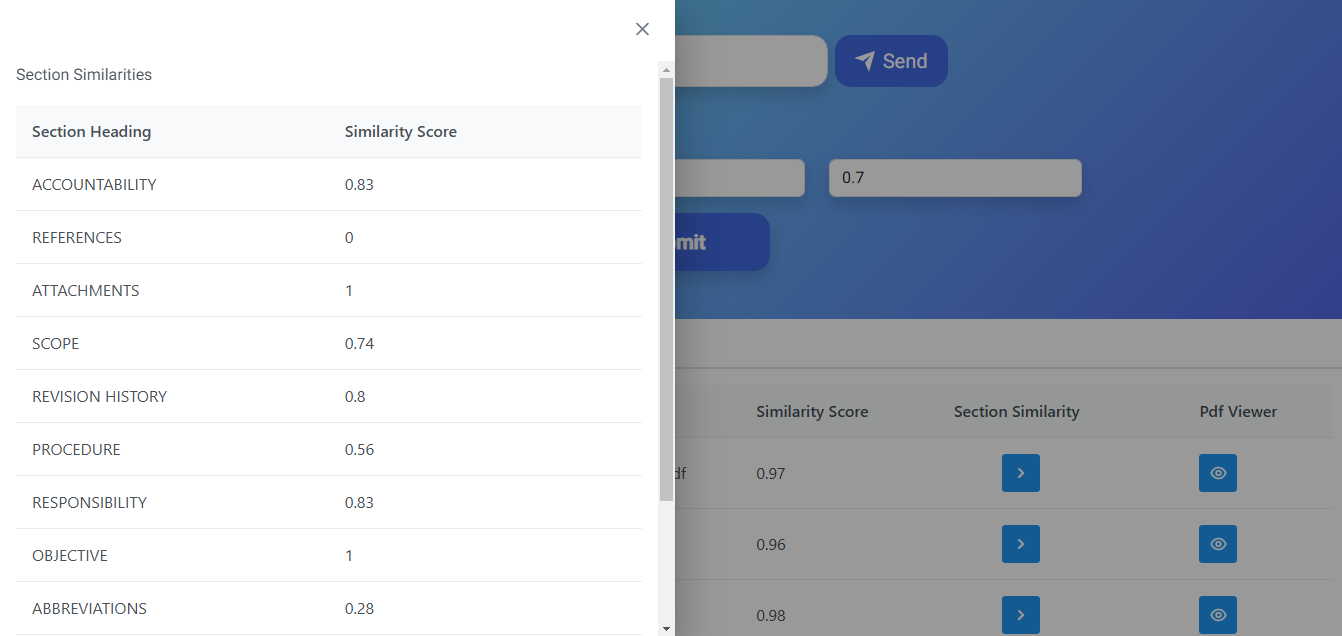 Section Similarities
Section Heading Similarity Score
ACCOUNTABILITY 0.83
REFERENCES 0
ATTACHMENTS 1
SCOPE 0.74
REVISION HISTORY 0.8
PROCEDURE 0.56
RESPONSIBILITY 0.83
OBJECTIVE 1
ABBREVIATIONS 0.28
Send
0.7
mit
Similarity Score Section Similarity Pdf Viewer
df 0.97
0.96
0.98